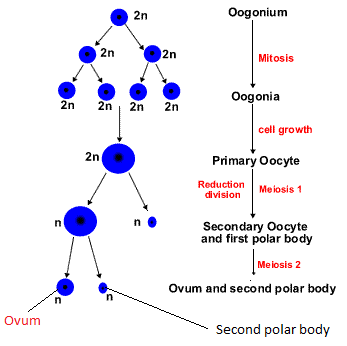 2n
Oogonium
2n
2n
Mitosis
2n
2n
2n
2n
Oogonia
cell growth
2n
Primary Oocyte
Reduction
division
Meiosis 1
n
n
Secondary Oocyte
and first polar body
Meiosis 2
n
n
Ovum and second polar body
Ovum
Second polar body